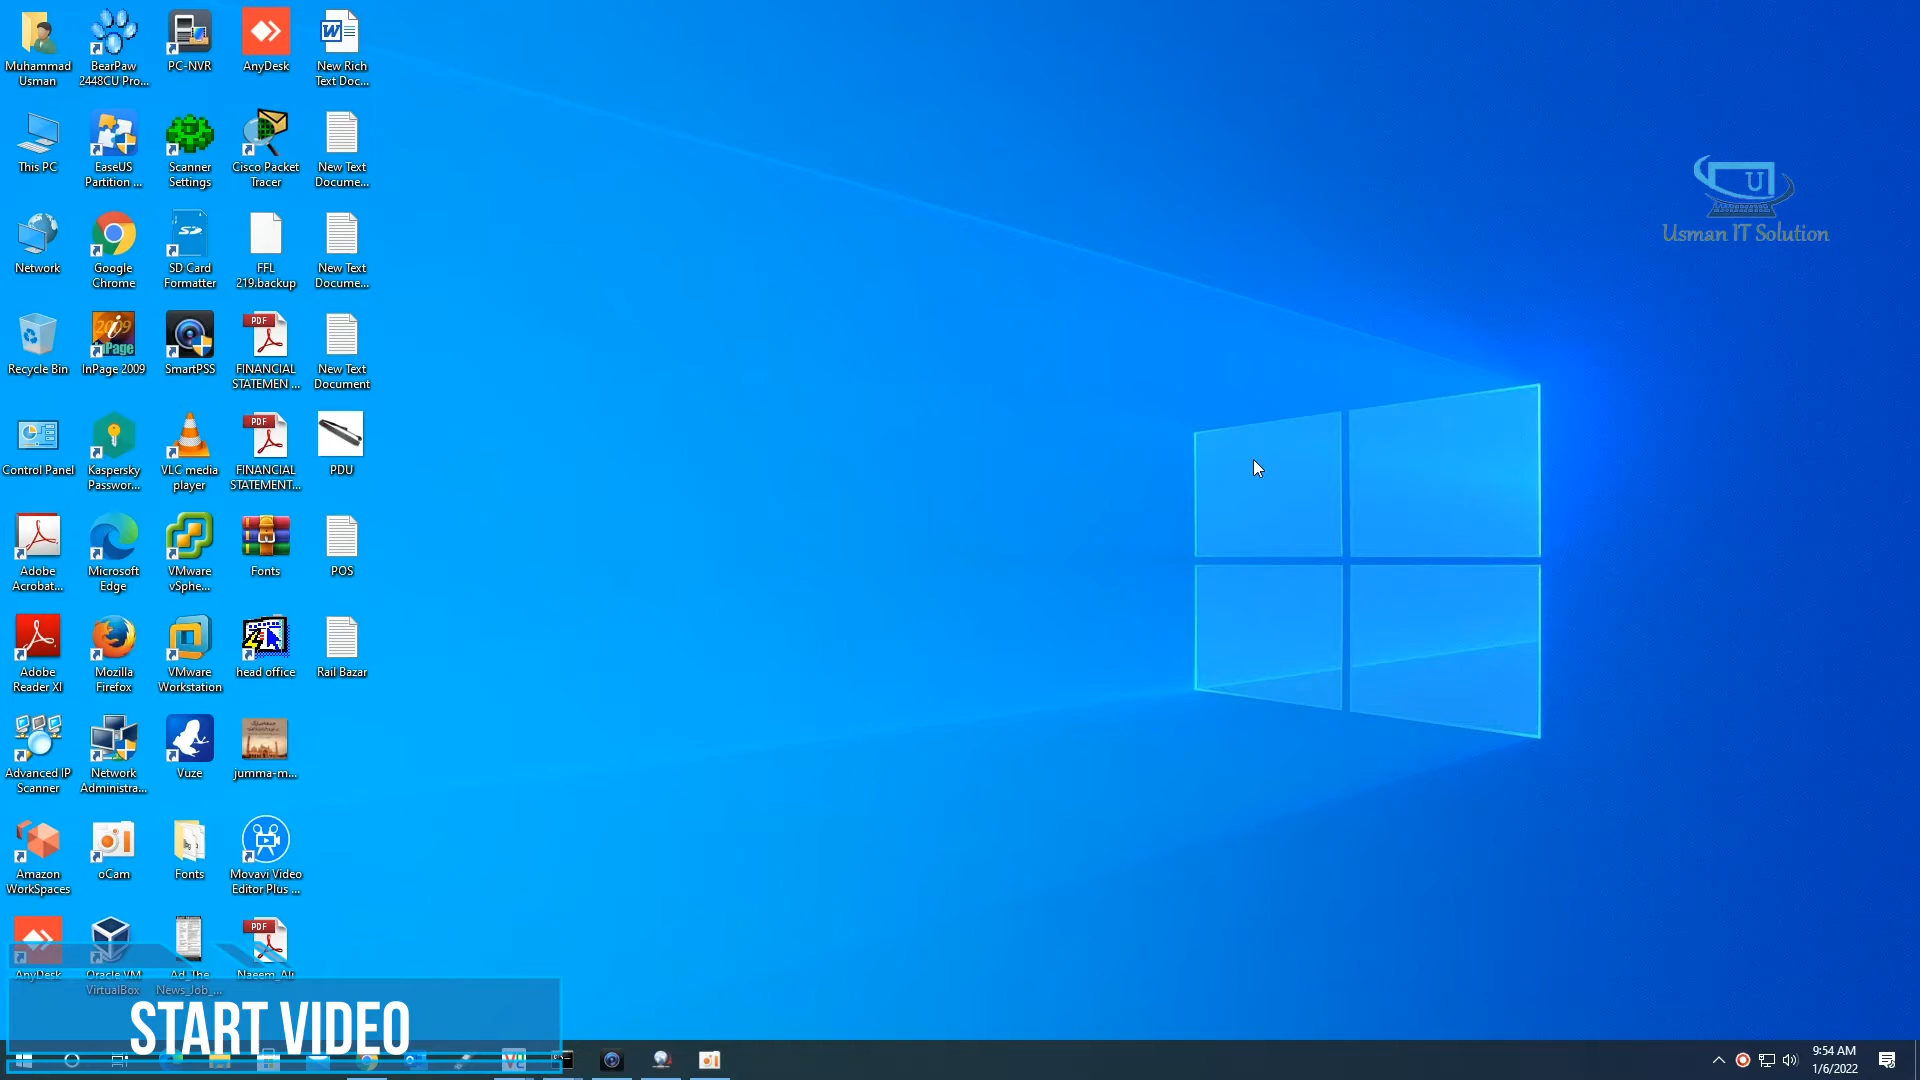 Muhammad
Usman
BearPaw
2448CU Pro...
PC-NVR
AnyDesk
New Rich
Text Doc...
This PC
EaseUS
Partition ...
Scanner
Settings
Cisco Packet
Tracer
New Text
Docume...
Network
Google
Chrome
SD Card
Formatter
FFL
219.backup
New Text
Docume...
Recycle Bin
InPage 2009
SmartPSS
FINANCIAL
STATEMEN ...
New Text
Document
Control Panel
Kaspersky
Passwor...
VLC media
player
FINANCIAL
STATEMENT...
PDU
Adobe
Acrobat...
Microsoft
Edge
VMware
vSphe...
Fonts
POS
Adobe
Reader XI
Mozilla
Firefox
VMware
Workstation
head office
Rail Bazar
Advanced IP
Scanner
Network
Administra...
Vuze
jumma-m...
Amazon
WorkSpaces
oCam
Fonts
Movavi Video
Editor Plus ...
AnyDesk
Oracle VM
VirtualBox
Ad_The
News_Job_...
Naeem_Ali
U
Usman IT Solution
START VIDEO
9:54 AM
1/6/2022